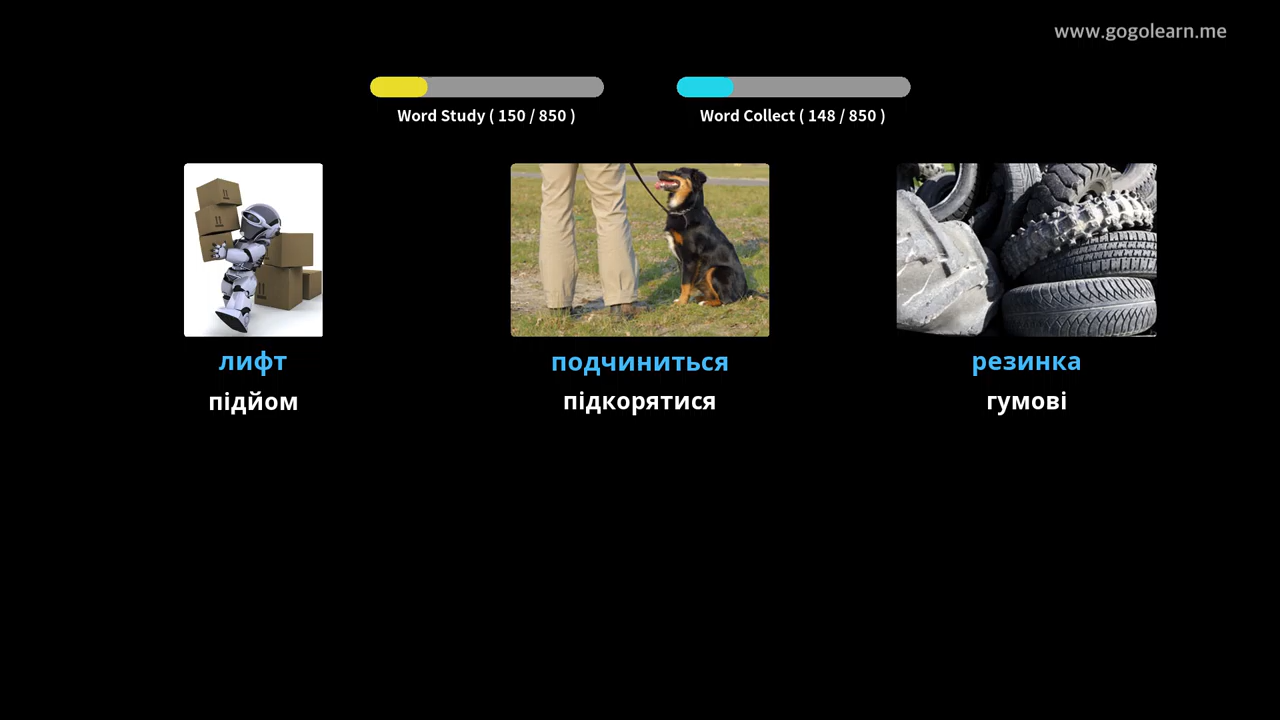 www.gogolearn.me
Word Study ( 150 / 850 )
Word Collect ( 148 / 850 )
лифт
підйом
подчиниться
підкорятися
резинка
гумові